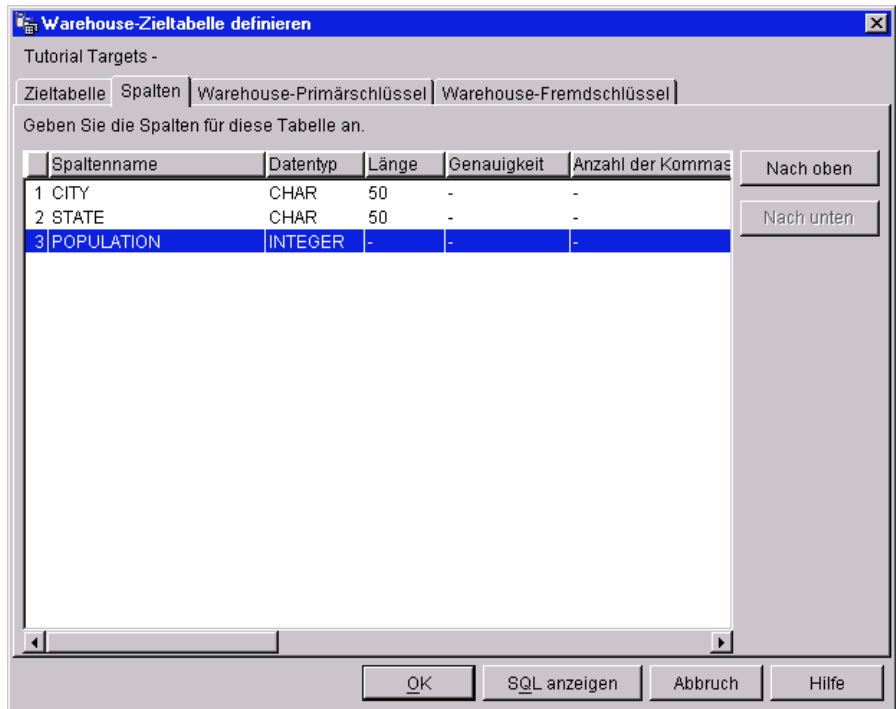 Warehouse-Zieltabelle definieren
Tutorial Targets -
Zieltabelle Spalten Warehouse-Primärschlüssel Warehouse-Fremdschlüssel
Geben Sie die Spalten für diese Tabelle an.
Spaltenname Datentyp Länge Genauigkeit Anzahl der Kommas
Nach oben
1 CITY CHAR 50 - -
2 STATE CHAR 50 - -
Nach unten
3 POPULATION INTEGER - - -
OK SQL anzeigen Abbruch Hilfe